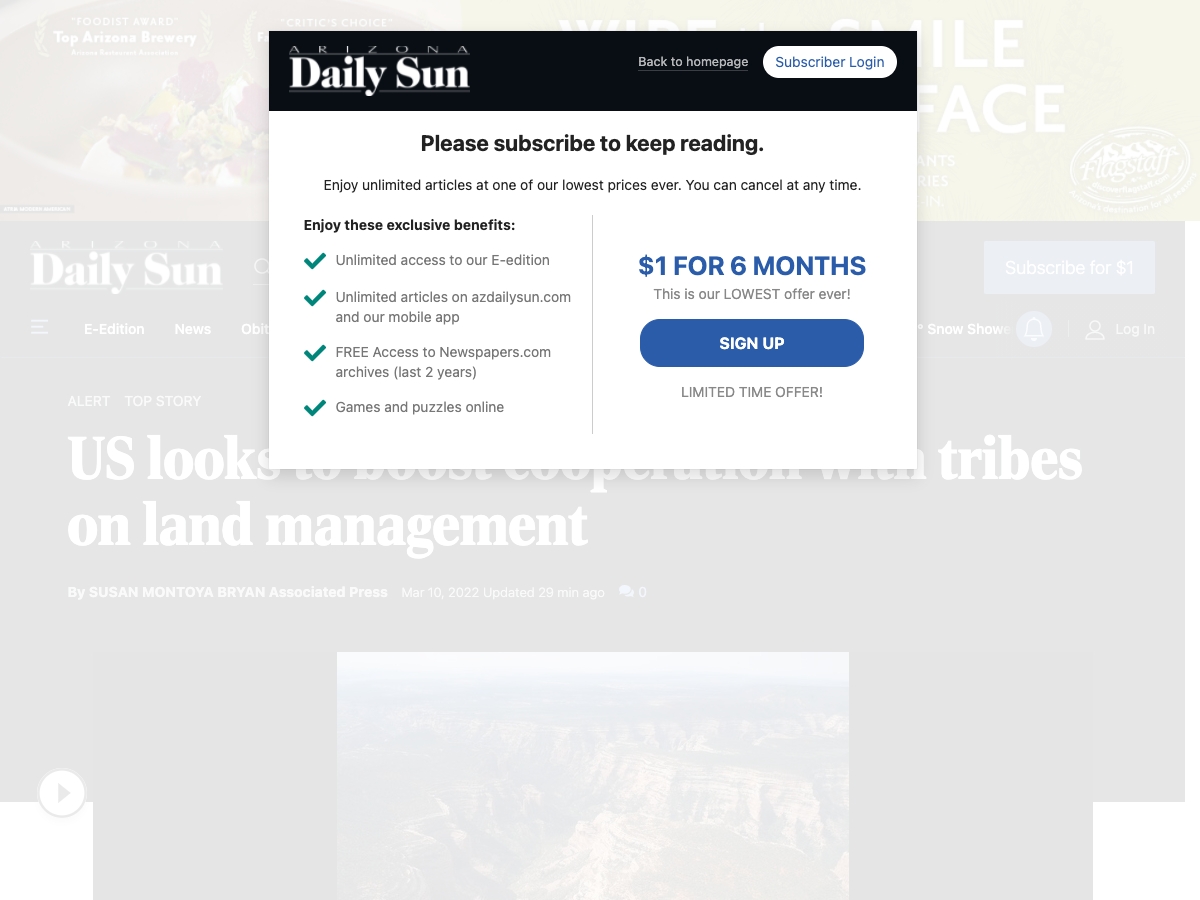 "FOODIST AWARD"
Top Arizona Brewery
"CRITIC'S CHOICE"
ARIZONA
Daily Sun
Back to homepage
Subscriber Login
Please subscribe to keep reading.
Enjoy unlimited articles at one of our lowest prices ever. You can cancel at any time.
Enjoy these exclusive benefits:
Unlimited access to our E-edition
Unlimited articles on azdailysun.com
and our mobile app
FREE Access to Newspapers.com
archives (last 2 years)
Games and puzzles online
$1 FOR 6 MONTHS
This is our LOWEST offer ever!
SIGN UP
LIMITED TIME OFFER!
Flagstaff
ARIZONA
Daily Sun
Subscribe for $1
E-Edition
News
Snow
Log In
ALERT TOP STORY
US looks to boost cooperation with tribes
on land management
By SUSAN MONTOYA BRYAN Associated Press Mar 10, 2022 Updated 29 min ago 0